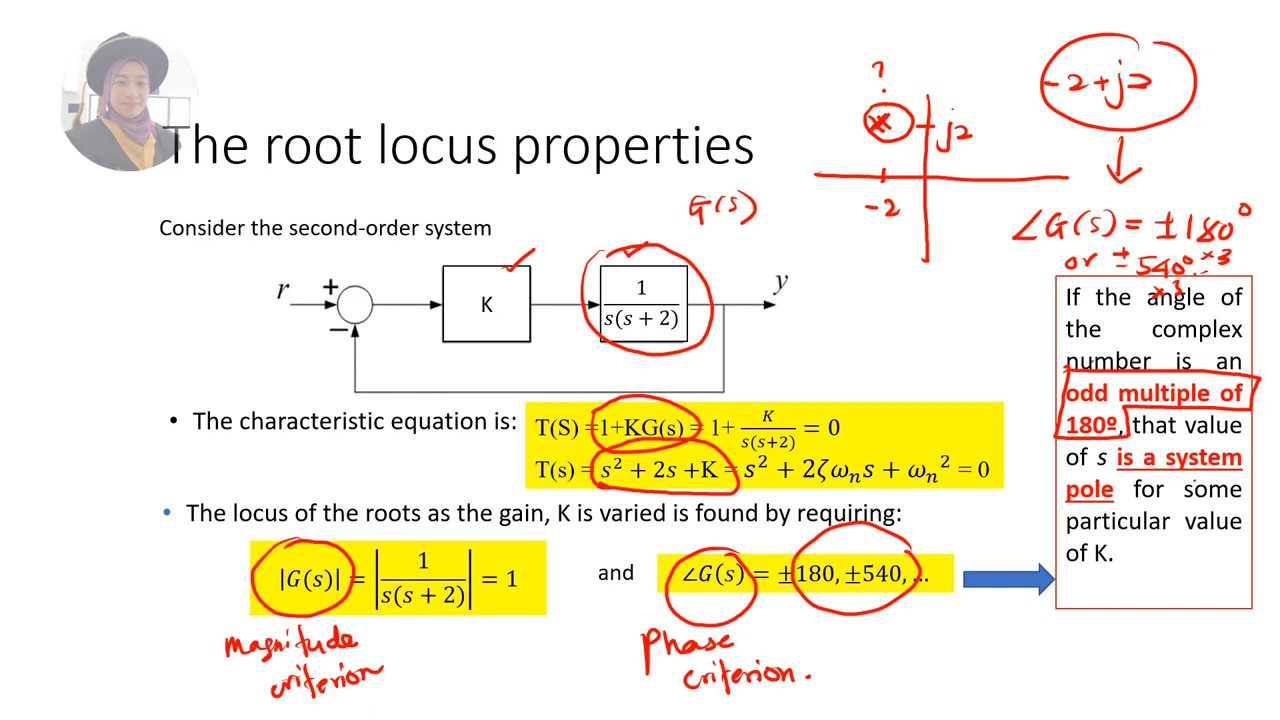 The root locus properties
?
j2
-2
-2+j2
G(s)
∠G(s) = ±180°
or ± 540° ×3
×3
Consider the second-order system
r
+
−
K
1
s(s + 2)
y
If the angle of
the complex
number is an
odd multiple of
180º, that value
of s is a system
pole for some
particular value
of K.
• The characteristic equation is:
T(S) =1+KG(s) = 1+ K/s(s+2) = 0
T(s) = s² + 2s +K = s² + 2ζωₙs + ωₙ² = 0
• The locus of the roots as the gain, K is varied is found by requiring:
|G(s)| = |1/s(s + 2)| = 1
and
∠G(s) = ±180, ±540, …
magnitude
criterion
Phase
criterion.